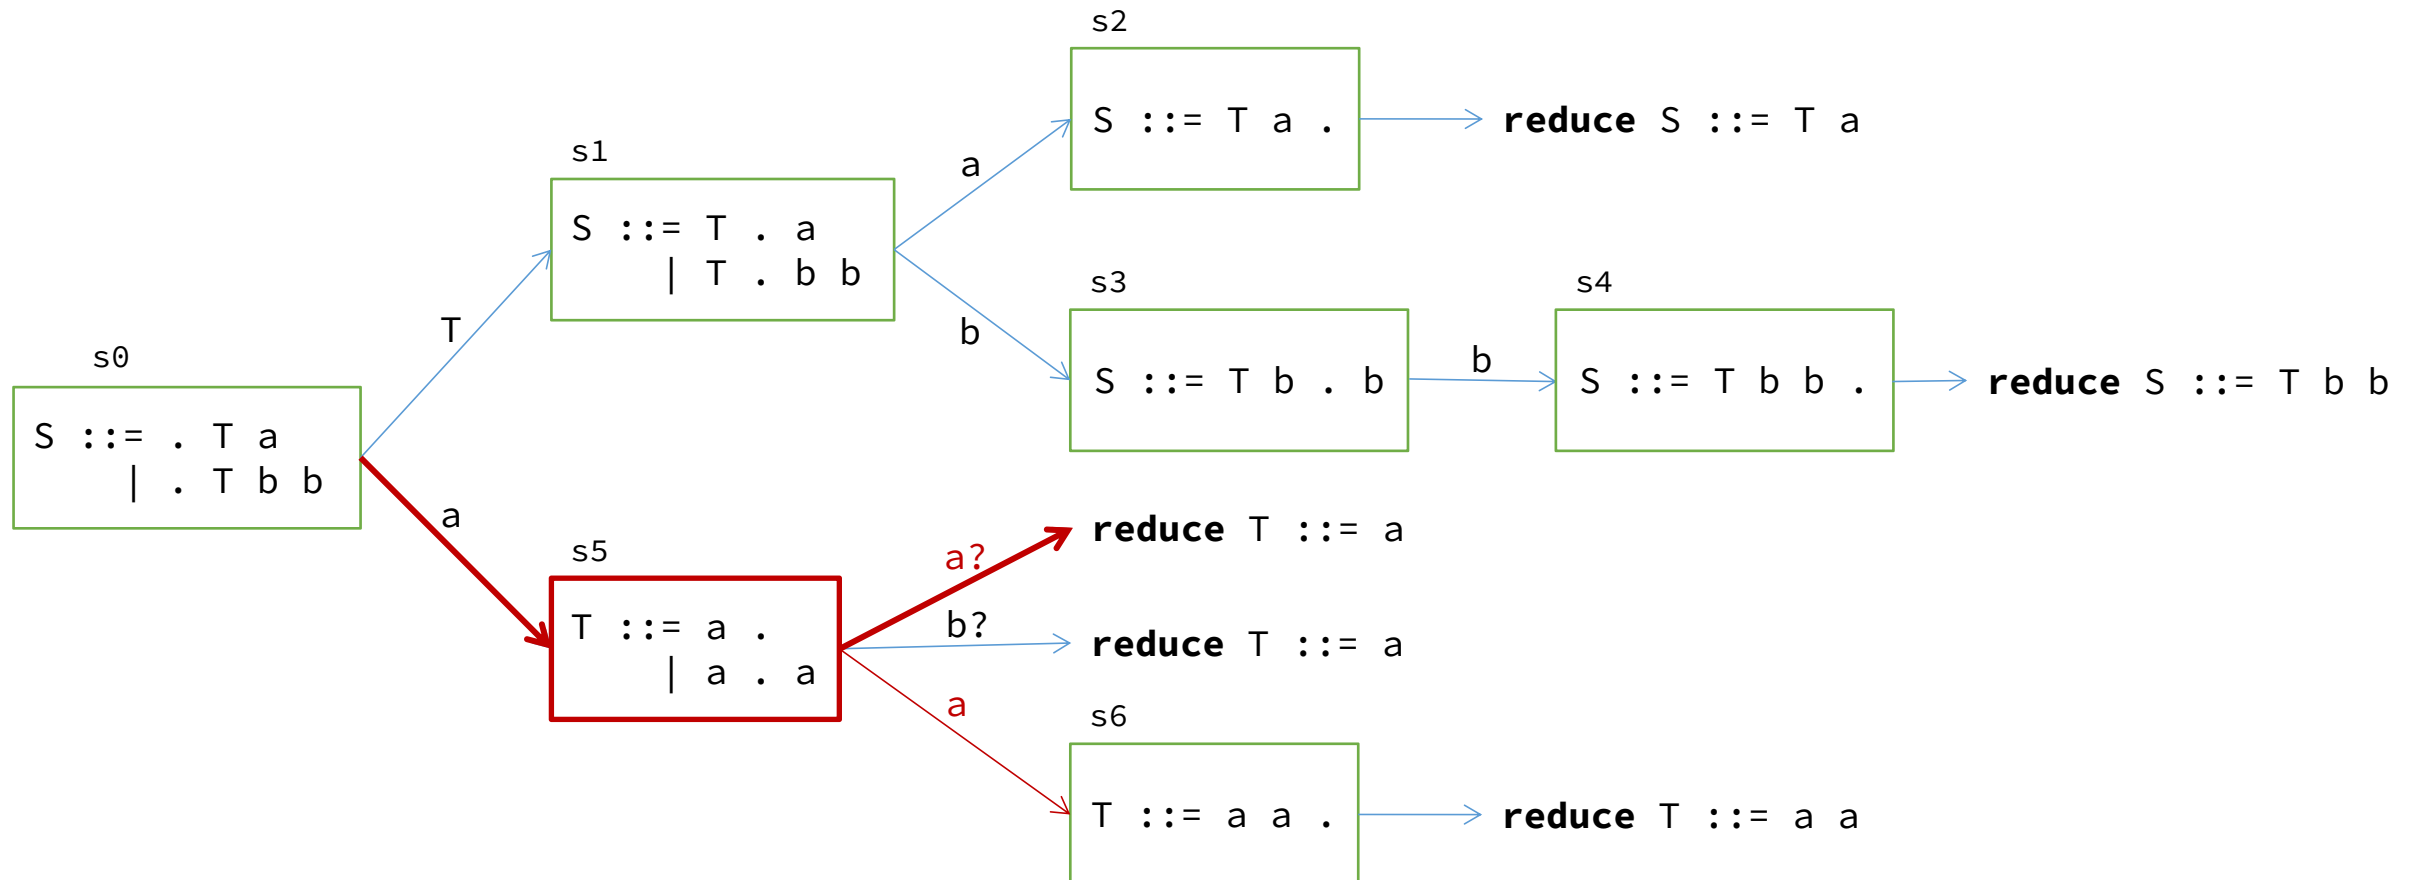 s2
S ::= T a .
reduce S ::= T a
s1
a
S ::= T . a
| T . b b
s3
s4
T
b
b
S ::= T b . b
S ::= T b b .
reduce S ::= T b b
s0
S ::= . T a
| . T b b
a
reduce T ::= a
s5
a?
T ::= a .
| a . a
b?
reduce T ::= a
a
s6
T ::= a a .
reduce T ::= a a